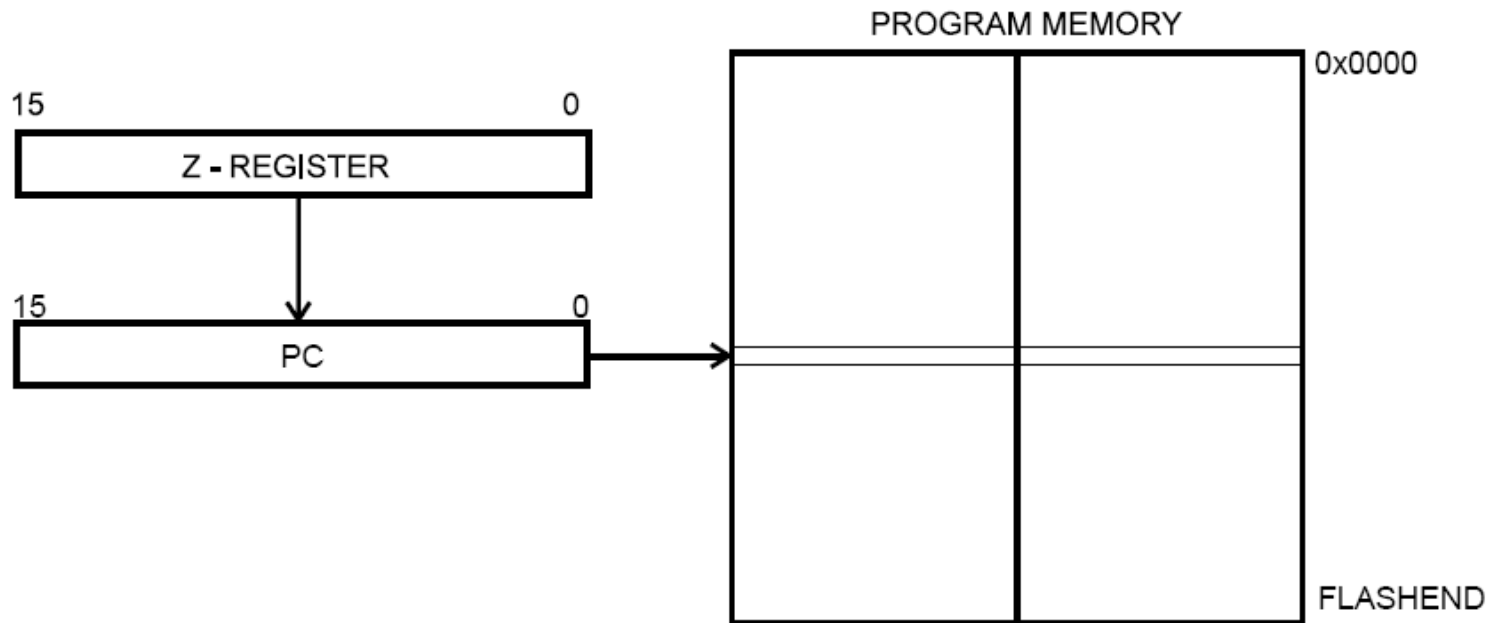 PROGRAM MEMORY
0x0000
15 0
Z - REGISTER
15 0
PC
FLASHEND